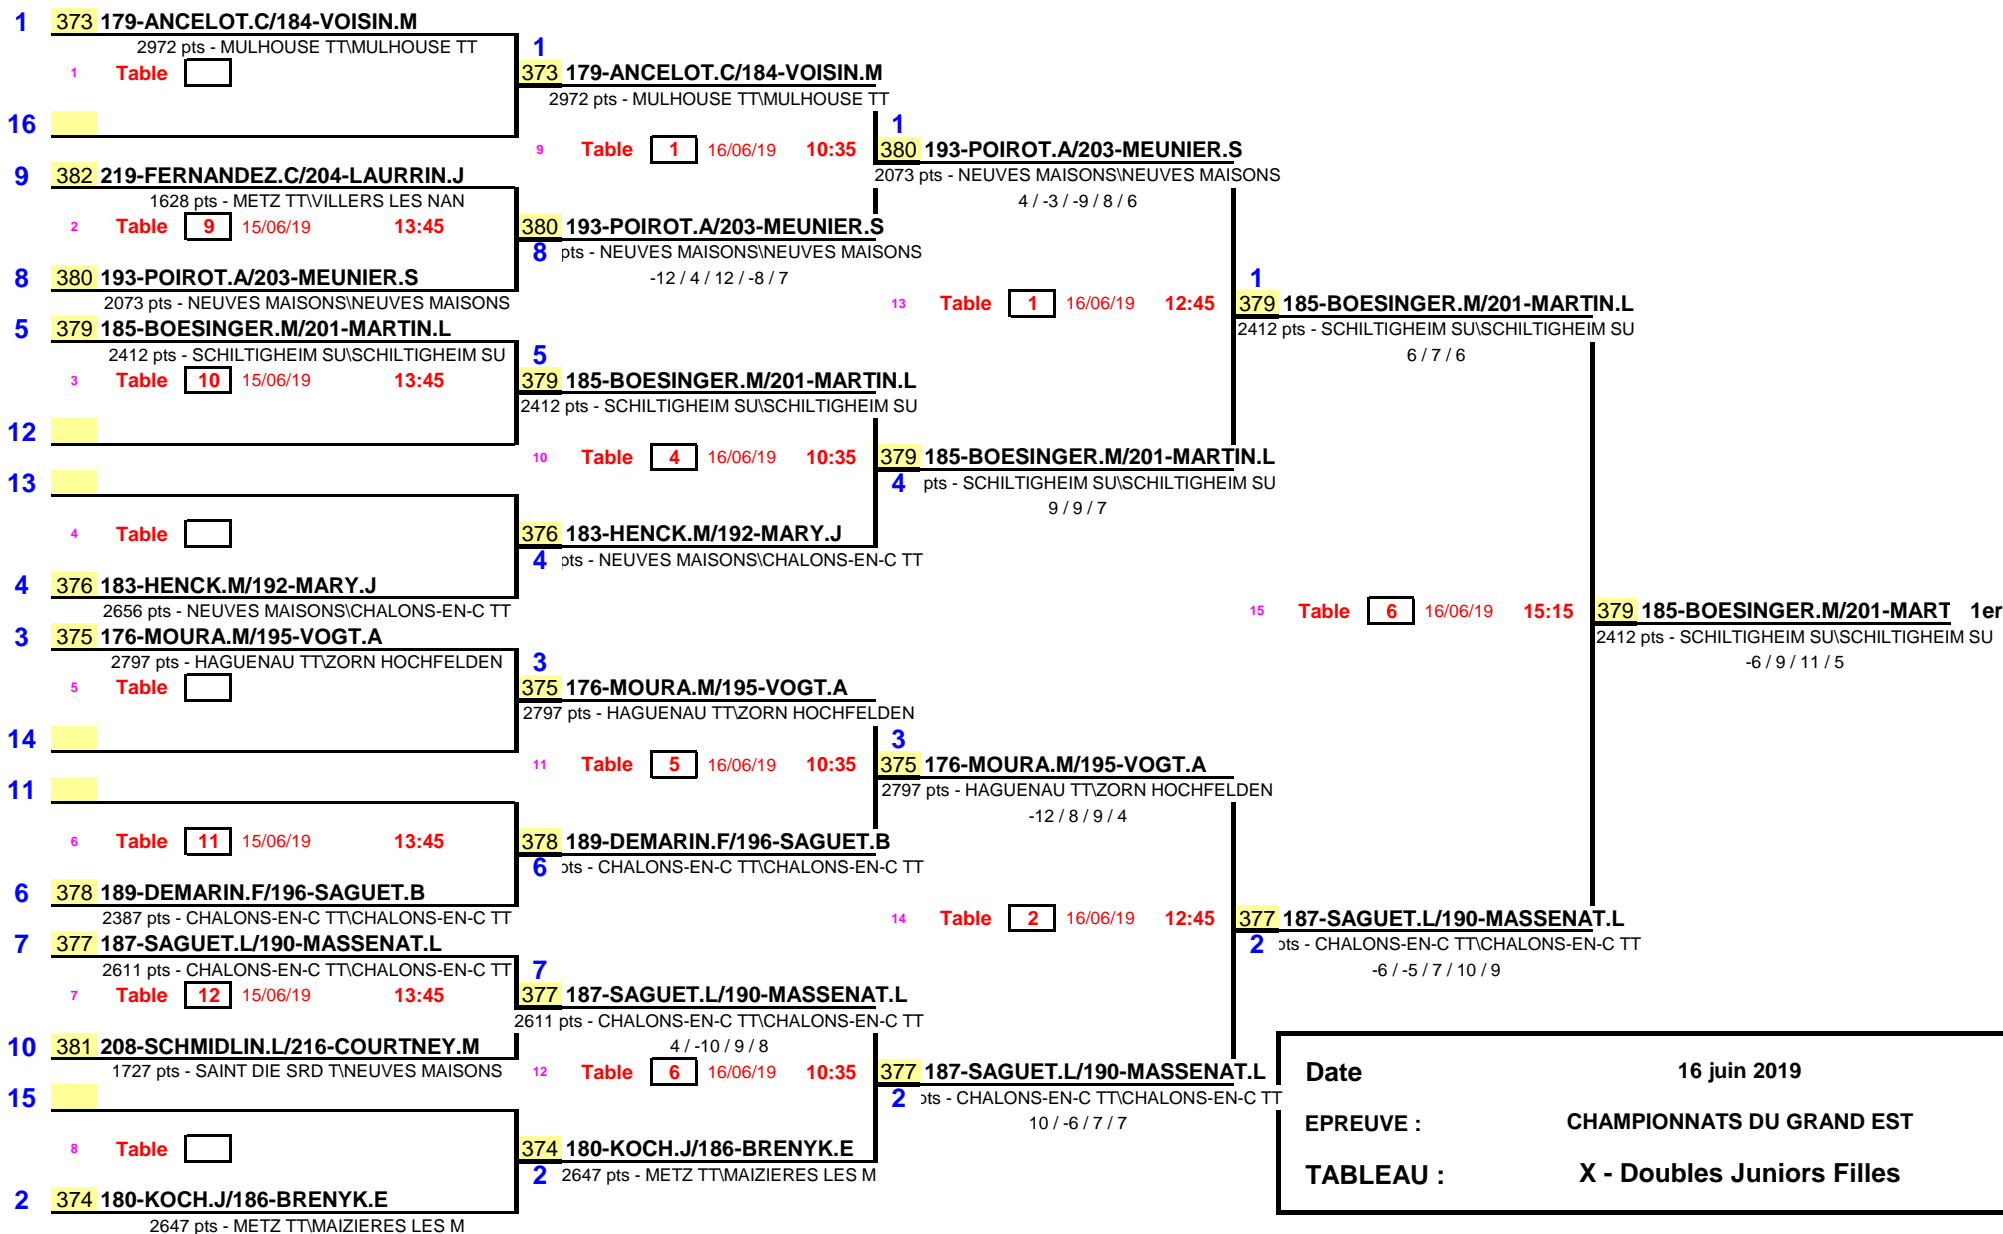 1 373 179-ANCELOT.C/184-VOISIN.M
2972 pts - MULHOUSE TT\MULHOUSE TT
1 Table
16
9 382 219-FERNANDEZ.C/204-LAURRIN.J
1628 pts - METZ TT\VILLERS LES NAN
2 Table 9 15/06/19 13:45
8 380 193-POIROT.A/203-MEUNIER.S
2073 pts - NEUVES MAISONS\NEUVES MAISONS
5 379 185-BOESINGER.M/201-MARTIN.L
2412 pts - SCHILTIGHEIM SU\SCHILTIGHEIM SU
3 Table 10 15/06/19 13:45
12
13
4 Table
4 376 183-HENCK.M/192-MARY.J
2656 pts - NEUVES MAISONS\CHALONS-EN-C TT
3 375 176-MOURA.M/195-VOGT.A
2797 pts - HAGUENAU TT\ZORN HOCHFELDEN
5 Table
14
11
6 Table 11 15/06/19 13:45
6 378 189-DEMARIN.F/196-SAGUET.B
2387 pts - CHALONS-EN-C TT\CHALONS-EN-C TT
7 377 187-SAGUET.L/190-MASSENAT.L
2611 pts - CHALONS-EN-C TT\CHALONS-EN-C TT
7 Table 12 15/06/19 13:45
10 381 208-SCHMIDLIN.L/216-COURTNEY.M
1727 pts - SAINT DIE SRD T\NEUVES MAISONS
15
8 Table
2 374 180-KOCH.J/186-BRENYK.E
2647 pts - METZ TT\MAIZIERES LES M
1
373 179-ANCELOT.C/184-VOISIN.M
2972 pts - MULHOUSE TT\MULHOUSE TT
9 Table 1 16/06/19 10:35
380 193-POIROT.A/203-MEUNIER.S
8 pts - NEUVES MAISONS\NEUVES MAISONS
-12 / 4 / 12 / -8 / 7
5
379 185-BOESINGER.M/201-MARTIN.L
2412 pts - SCHILTIGHEIM SU\SCHILTIGHEIM SU
10 Table 4 16/06/19 10:35
376 183-HENCK.M/192-MARY.J
4 pts - NEUVES MAISONS\CHALONS-EN-C TT
3
375 176-MOURA.M/195-VOGT.A
2797 pts - HAGUENAU TT\ZORN HOCHFELDEN
11 Table 5 16/06/19 10:35
378 189-DEMARIN.F/196-SAGUET.B
6 pts - CHALONS-EN-C TT\CHALONS-EN-C TT
7
377 187-SAGUET.L/190-MASSENAT.L
2611 pts - CHALONS-EN-C TT\CHALONS-EN-C TT
4 / -10 / 9 / 8
12 Table 6 16/06/19 10:35
374 180-KOCH.J/186-BRENYK.E
2 2647 pts - METZ TT\MAIZIERES LES M
1
380 193-POIROT.A/203-MEUNIER.S
2073 pts - NEUVES MAISONS\NEUVES MAISONS
4 / -3 / -9 / 8 / 6
13 Table 1 16/06/19 12:45
379 185-BOESINGER.M/201-MARTIN.L
4 pts - SCHILTIGHEIM SU\SCHILTIGHEIM SU
9 / 9 / 7
3
375 176-MOURA.M/195-VOGT.A
2797 pts - HAGUENAU TT\ZORN HOCHFELDEN
-12 / 8 / 9 / 4
14 Table 2 16/06/19 12:45
377 187-SAGUET.L/190-MASSENAT.L
2 pts - CHALONS-EN-C TT\CHALONS-EN-C TT
10 / -6 / 7 / 7
1
379 185-BOESINGER.M/201-MARTIN.L
2412 pts - SCHILTIGHEIM SU\SCHILTIGHEIM SU
6 / 7 / 6
15 Table 6 16/06/19 15:15
377 187-SAGUET.L/190-MASSENAT.L
2 pts - CHALONS-EN-C TT\CHALONS-EN-C TT
-6 / -5 / 7 / 10 / 9
379 185-BOESINGER.M/201-MART 1er
2412 pts - SCHILTIGHEIM SU\SCHILTIGHEIM SU
-6 / 9 / 11 / 5
Date 16 juin 2019
EPREUVE : CHAMPIONNATS DU GRAND EST
TABLEAU : X - Doubles Juniors Filles